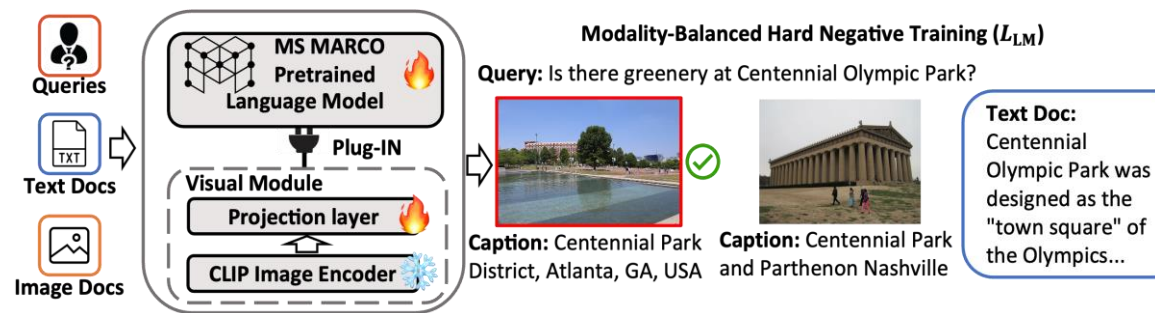 Queries
TXT
Text Docs
Image Docs
MS MARCO
Pretrained
Language Model
Plug-IN
Visual Module
Projection layer
CLIP Image Encoder
Modality-Balanced Hard Negative Training (L_LM)
Query: Is there greenery at Centennial Olympic Park?
Caption: Centennial Park
District, Atlanta, GA, USA
Caption: Centennial Park
and Parthenon Nashville
Text Doc:
Centennial
Olympic Park was
designed as the
"town square" of
the Olympics...